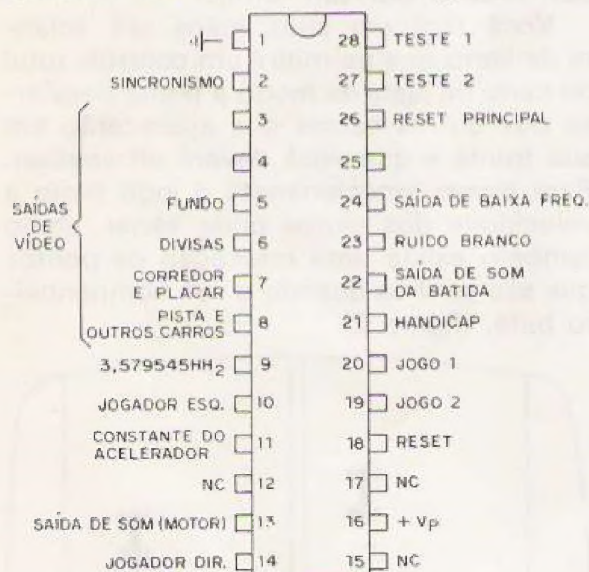 1
28 TESTE 1
SINCRONISMO 2
27 TESTE 2
3
26 RESET PRINCIPAL
4
25
SAÍDAS
DE
VÍDEO
FUNDO 5
24 SAÍDA DE BAIXA FREQ.
DIVISAS 6
23 RUIDO BRANCO
CORREDOR
E PLACAR 7
22 SAIDA DE SOM
DA BATIDA
PISTA E
OUTROS CARROS 8
21 HANDICAP
3,579545HH2 9
20 JOGO 1
JOGADOR ESQ. 10
19 JOGO 2
CONSTANTE DO
ACELERADOR 11
18 RESET
NC 12
17 NC
SAÍDA DE SOM (MOTOR) 13
16 + Vp
JOGADOR DIR. 14
15 NC